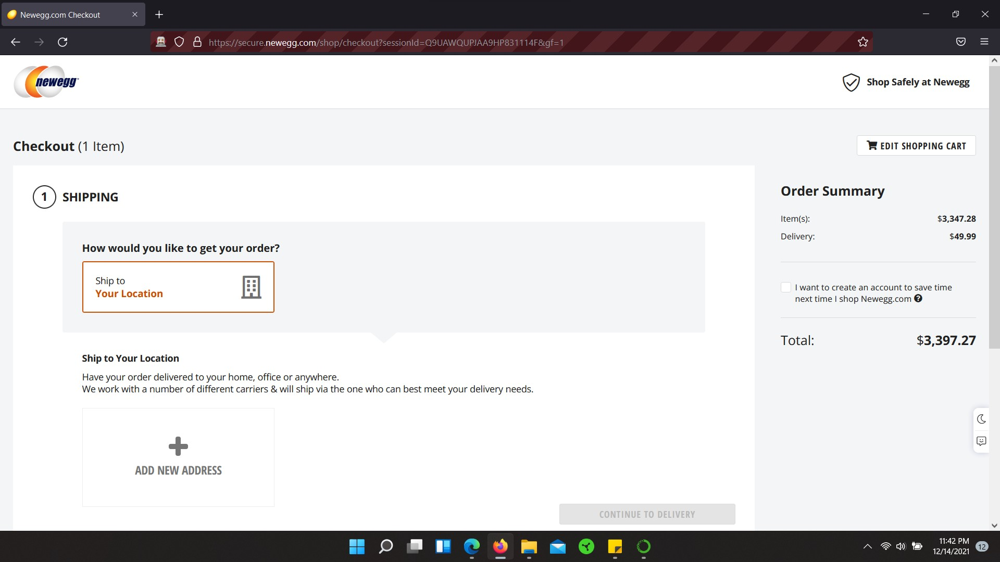 Newegg.com Checkout
https://secure.newegg.com/shop/checkout?sessionId=Q9UAWQUPJAA9HP831114F&gf=1
newegg
Shop Safely at Newegg
Checkout (1 Item)
EDIT SHOPPING CART
1 SHIPPING
How would you like to get your order?
Ship to
Your Location
Ship to Your Location
Have your order delivered to your home, office or anywhere.
We work with a number of different carriers & will ship via the one who can best meet your delivery needs.
ADD NEW ADDRESS
CONTINUE TO DELIVERY
Order Summary
Item(s): $3,347.28
Delivery: $49.99
I want to create an account to save time
next time I shop Newegg.com ?
Total: $3,397.27
11:42 PM
12/14/2021
12